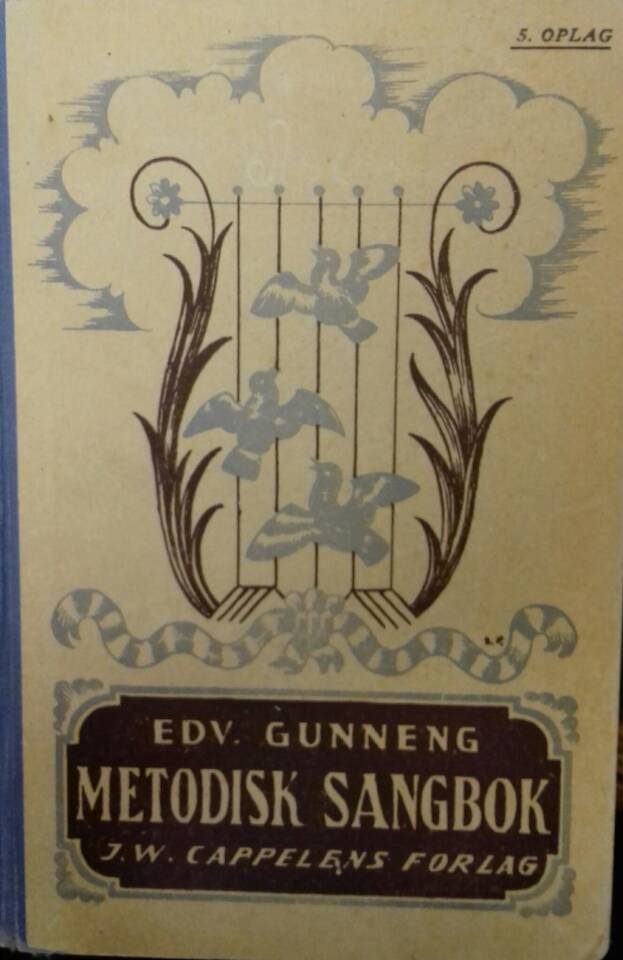 5. OPLAG
EDV. GUNNENG
METODISK SANGBOK
J.W. CAPPELENS FORLAG